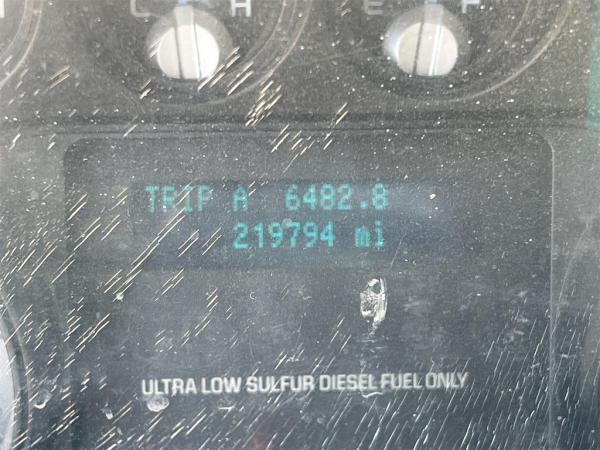 L H E F
TRIP A 6482.8
219794 mi
ULTRA LOW SULFUR DIESEL FUEL ONLY